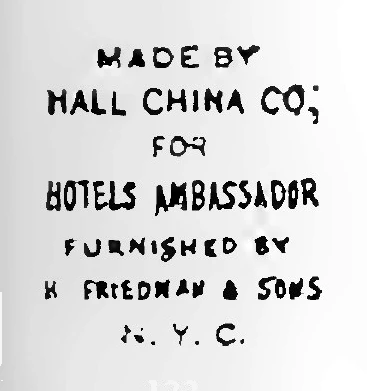 MADE BY
HALL CHINA CO;
FOR
HOTELS AMBASSADOR
FURNISHED BY
H FRIEDMAN & SONS
N. Y. C.